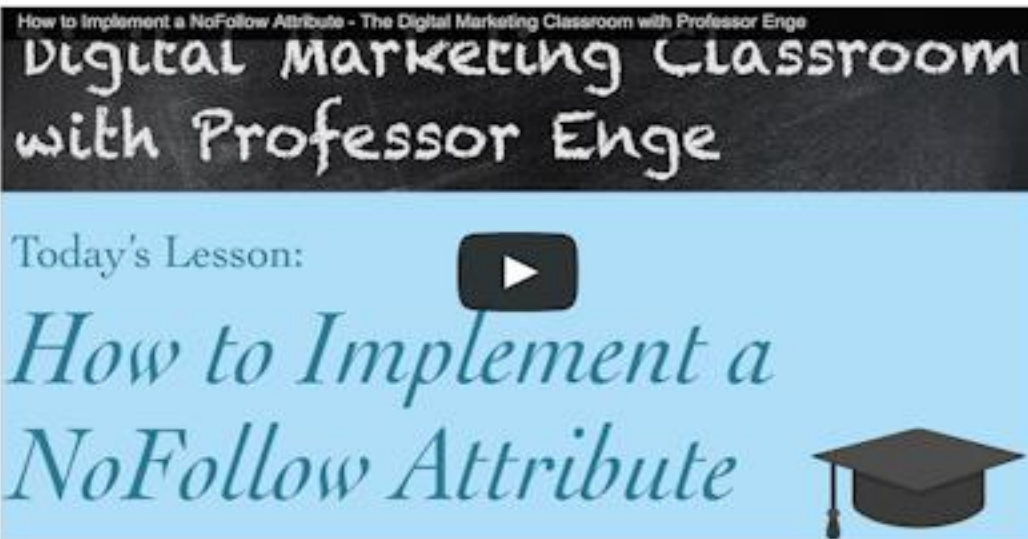 How to Implement a NoFollow Attribute - The Digital Marketing Classroom with Professor Enge
Digital Marketing Classroom
with Professor Enge
Today's Lesson:
How to Implement a
NoFollow Attribute